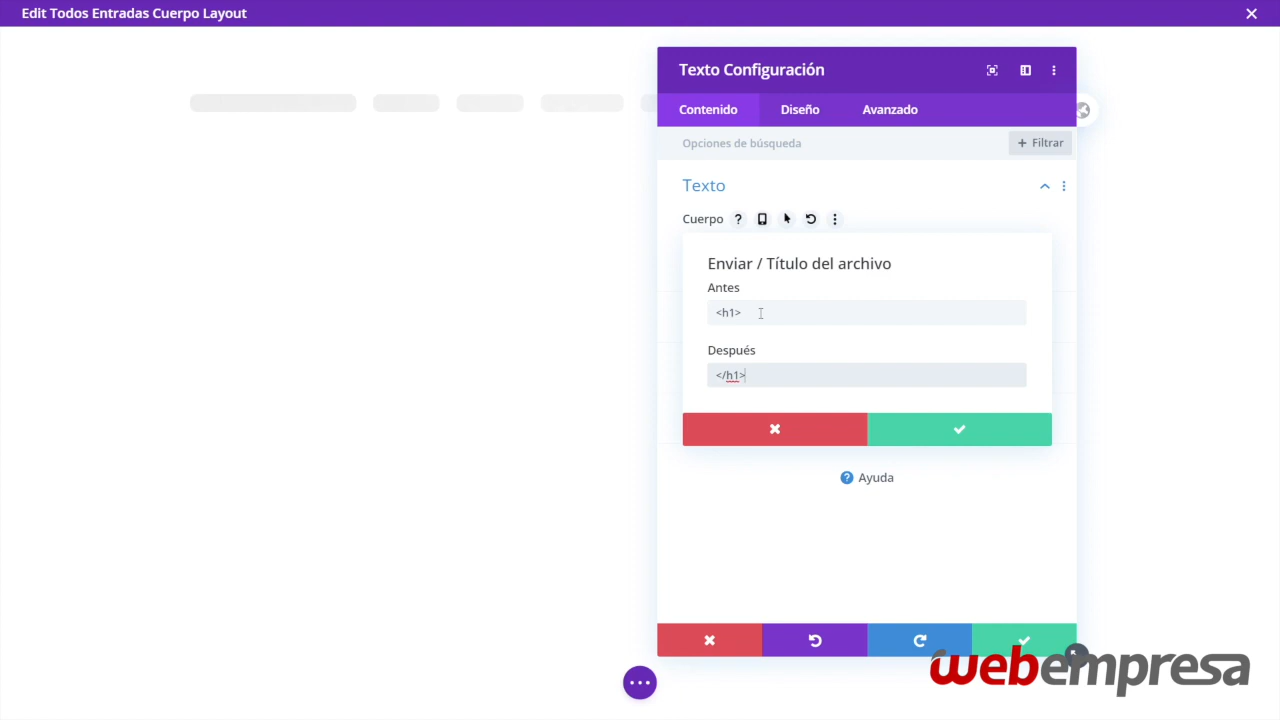 Edit Todos Entradas Cuerpo Layout
Texto Configuración
Contenido Diseño Avanzado
Opciones de búsqueda + Filtrar
Texto
Cuerpo ?
Enviar / Título del archivo
Antes
<h1>
Después
</h1>
? Ayuda
webempresa